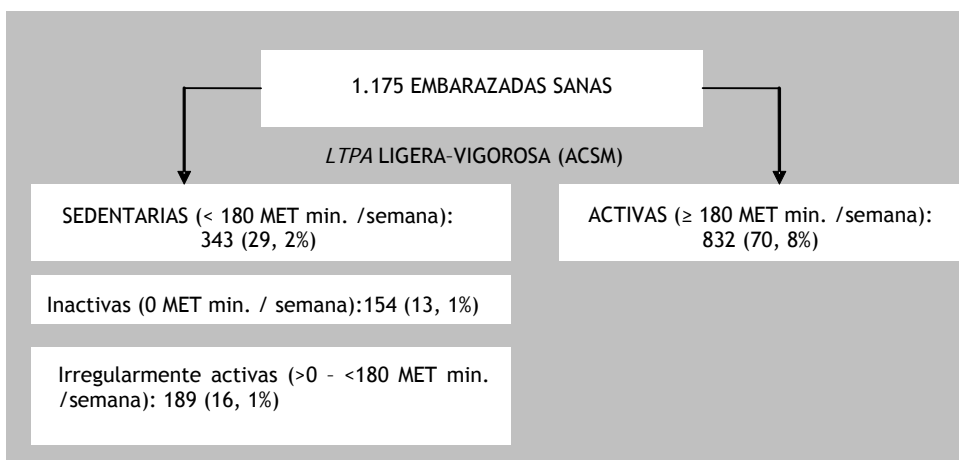 1.175 EMBARAZADAS SANAS
LTPA LIGERA-VIGOROSA (ACSM)
SEDENTARIAS (< 180 MET min. /semana):
343 (29, 2%)
ACTIVAS (≥ 180 MET min. /semana):
832 (70, 8%)
Inactivas (0 MET min. / semana):154 (13, 1%)
Irregularmente activas (>0 - <180 MET min.
/semana): 189 (16, 1%)